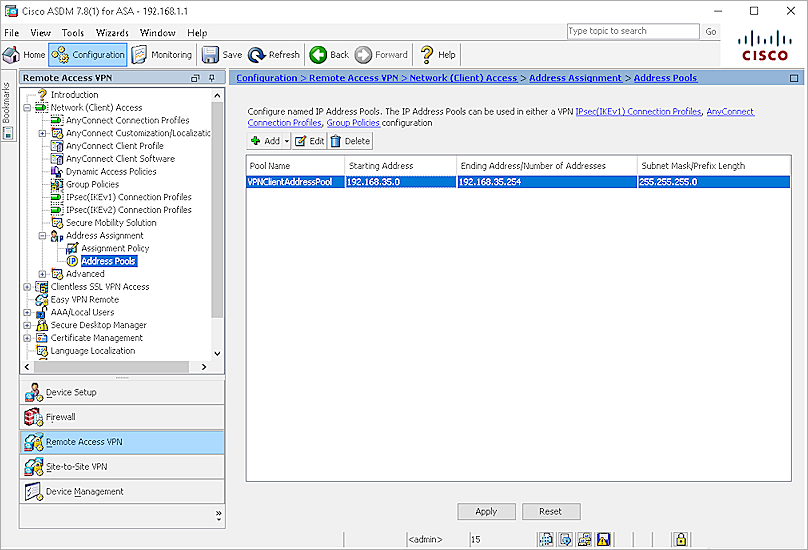 Cisco ASDM 7.8(1) for ASA - 192.168.1.1
File View Tools Wizards Window Help
Type to search Go
Home Configuration Monitoring Save Refresh Back Forward Help
CISCO
Bookmarks
Remote Access VPN
Introduction
Network (Client) Access
AnyConnect Connection Profiles
AnyConnect Customization/Localizatio
AnyConnect Client Profile
AnyConnect Client Software
Dynamic Access Policies
Group Policies
IPsec(IKEv1) Connection Profiles
IPsec(IKEv2) Connection Profiles
Secure Mobility Solution
Address Assignment
Assignment Policy
Address Pools
Advanced
Clientless SSL VPN Access
Easy VPN Remote
AAA/Local Users
Secure Desktop Manager
Certificate Management
Language Localization
Device Setup
Firewall
Remote Access VPN
Site-to-Site VPN
Device Management
Configuration > Remote Access VPN > Network (Client) Access > Address Assignment > Address Pools
Configure named IP Address Pools. The IP Address Pools can be used in either a VPN IPsec(IKEv1) Connection Profiles, AnyConnect
Connection Profiles, Group Policies configuration
Add Edit Delete
Pool Name Starting Address Ending Address/Number of Addresses Subnet Mask/Prefix Length
VPNClientAddressPool 192.168.35.0 192.168.35.254 255.255.255.0
Apply Reset
<admin> 15